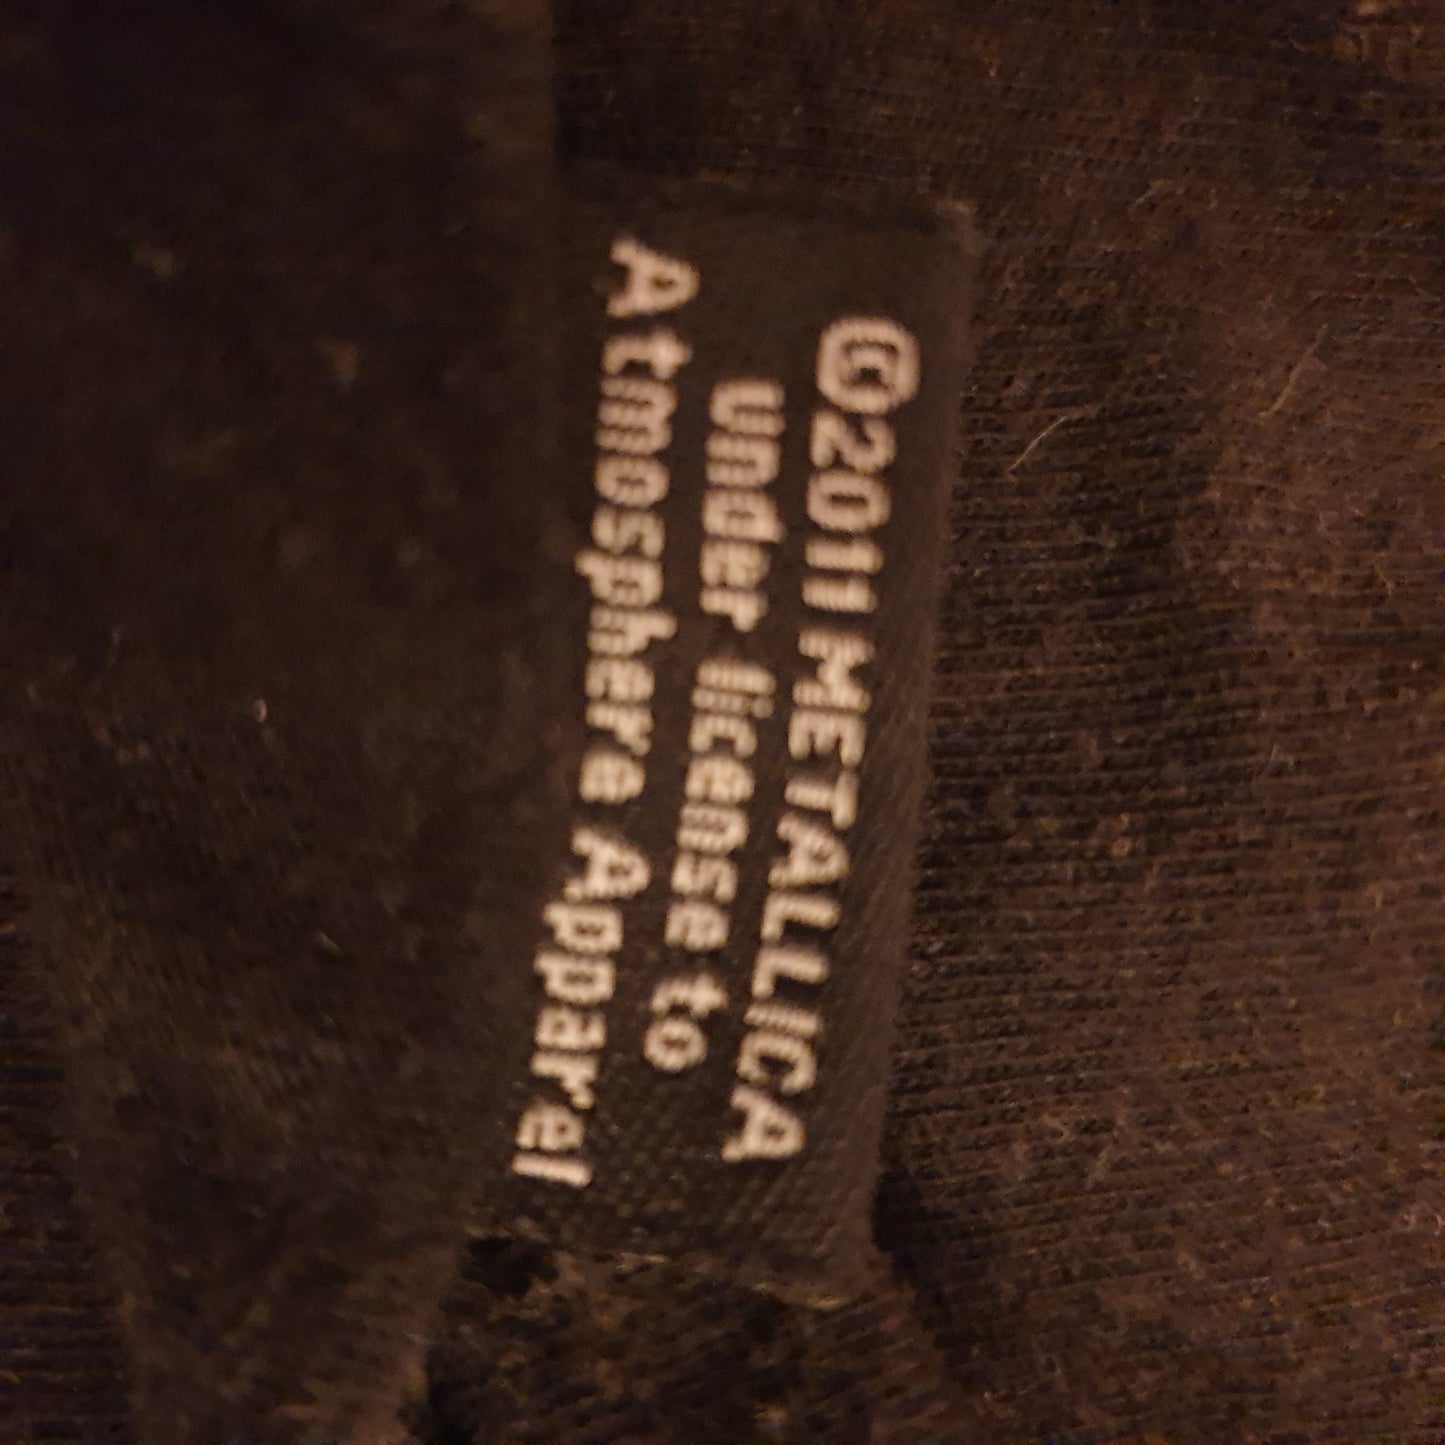 ©2011 METALLICA
under license to
Atmosphere Apparel